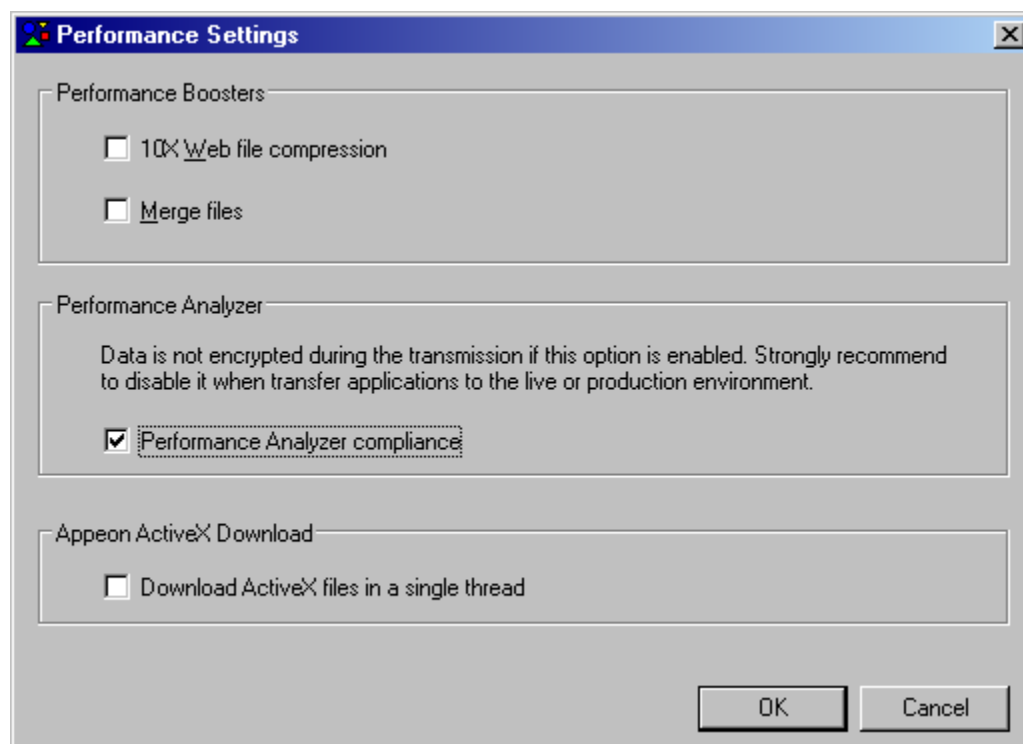 Performance Settings
Performance Boosters
10X Web file compression
Merge files
Performance Analyzer
Data is not encrypted during the transmission if this option is enabled. Strongly recommend
to disable it when transfer applications to the live or production environment.
Performance Analyzer compliance
Appeon ActiveX Download
Download ActiveX files in a single thread
OK
Cancel